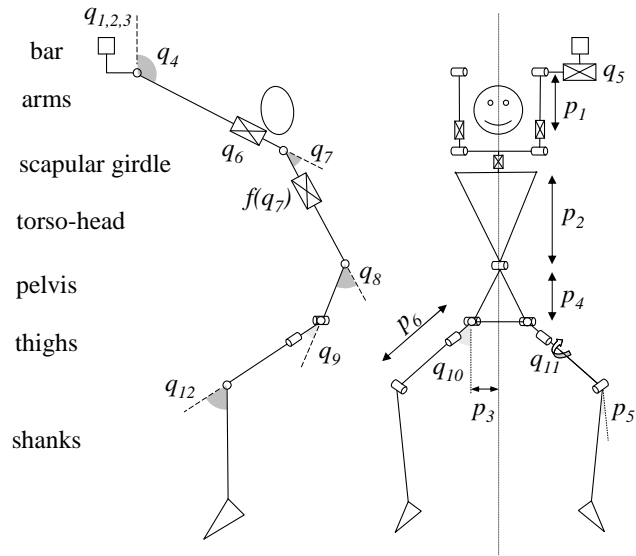 q1,2,3
bar
q4
q5
arms
p1
q6
q7
scapular girdle
f(q7)
torso-head
p2
pelvis
q8
p4
p6
thighs
q9
q10
q11
q12
p3
p5
shanks